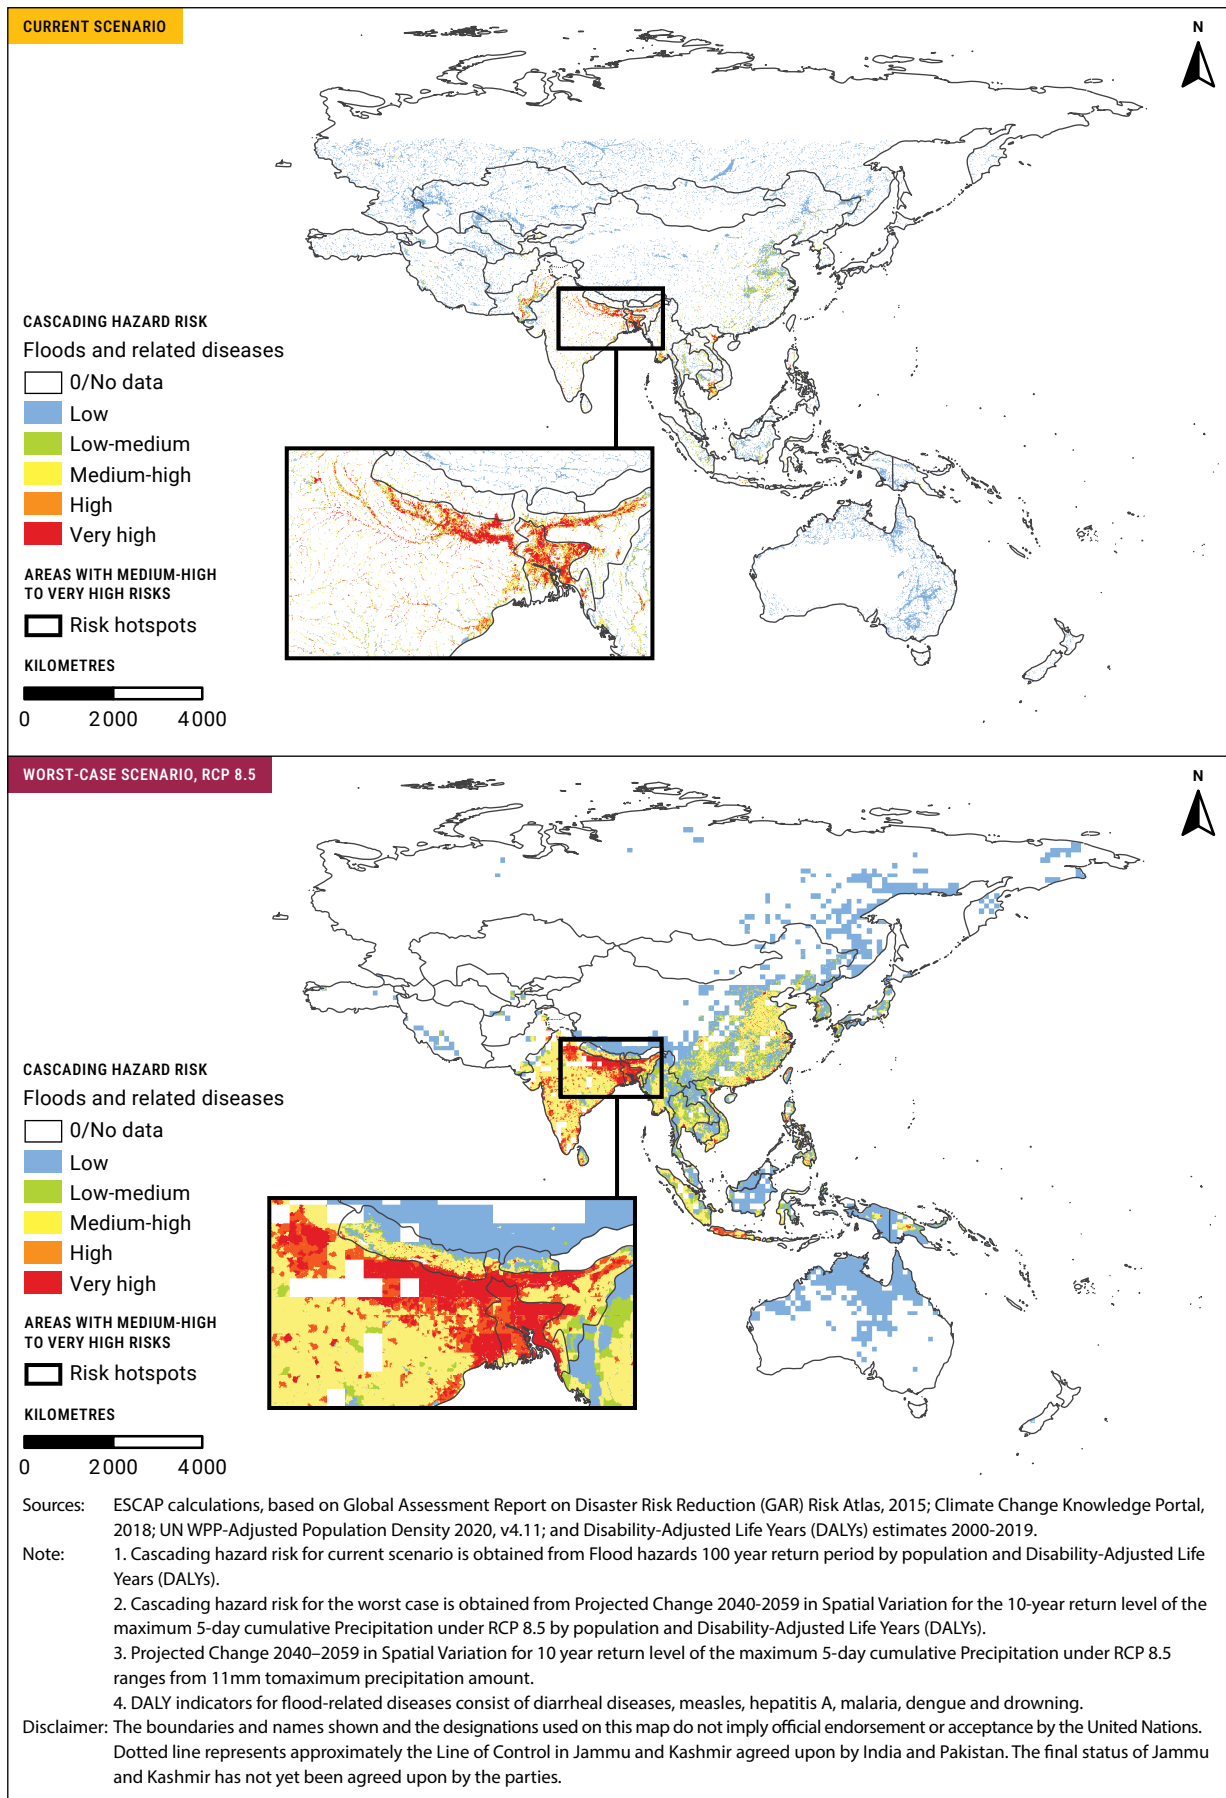 CURRENT SCENARIO
N
CASCADING HAZARD RISK
Floods and related diseases
0/No data
Low
Low-medium
Medium-high
High
Very high
AREAS WITH MEDIUM-HIGH
TO VERY HIGH RISKS
Risk hotspots
KILOMETRES
0 2 000 4 000
WORST-CASE SCENARIO, RCP 8.5
N
CASCADING HAZARD RISK
Floods and related diseases
0/No data
Low
Low-medium
Medium-high
High
Very high
AREAS WITH MEDIUM-HIGH
TO VERY HIGH RISKS
Risk hotspots
KILOMETRES
0 2 000 4 000
Sources: ESCAP calculations, based on Global Assessment Report on Disaster Risk Reduction (GAR) Risk Atlas, 2015; Climate Change Knowledge Portal,
2018; UN WPP-Adjusted Population Density 2020, v4.11; and Disability-Adjusted Life Years (DALYs) estimates 2000-2019.
Note: 1. Cascading hazard risk for current scenario is obtained from Flood hazards 100 year return period by population and Disability-Adjusted Life
Years (DALYs).
2. Cascading hazard risk for the worst case is obtained from Projected Change 2040-2059 in Spatial Variation for the 10-year return level of the
maximum 5-day cumulative Precipitation under RCP 8.5 by population and Disability-Adjusted Life Years (DALYs).
3. Projected Change 2040–2059 in Spatial Variation for 10 year return level of the maximum 5-day cumulative Precipitation under RCP 8.5
ranges from 11mm tomaximum precipitation amount.
4. DALY indicators for flood-related diseases consist of diarrheal diseases, measles, hepatitis A, malaria, dengue and drowning.
Disclaimer: The boundaries and names shown and the designations used on this map do not imply official endorsement or acceptance by the United Nations.
Dotted line represents approximately the Line of Control in Jammu and Kashmir agreed upon by India and Pakistan. The final status of Jammu
and Kashmir has not yet been agreed upon by the parties.